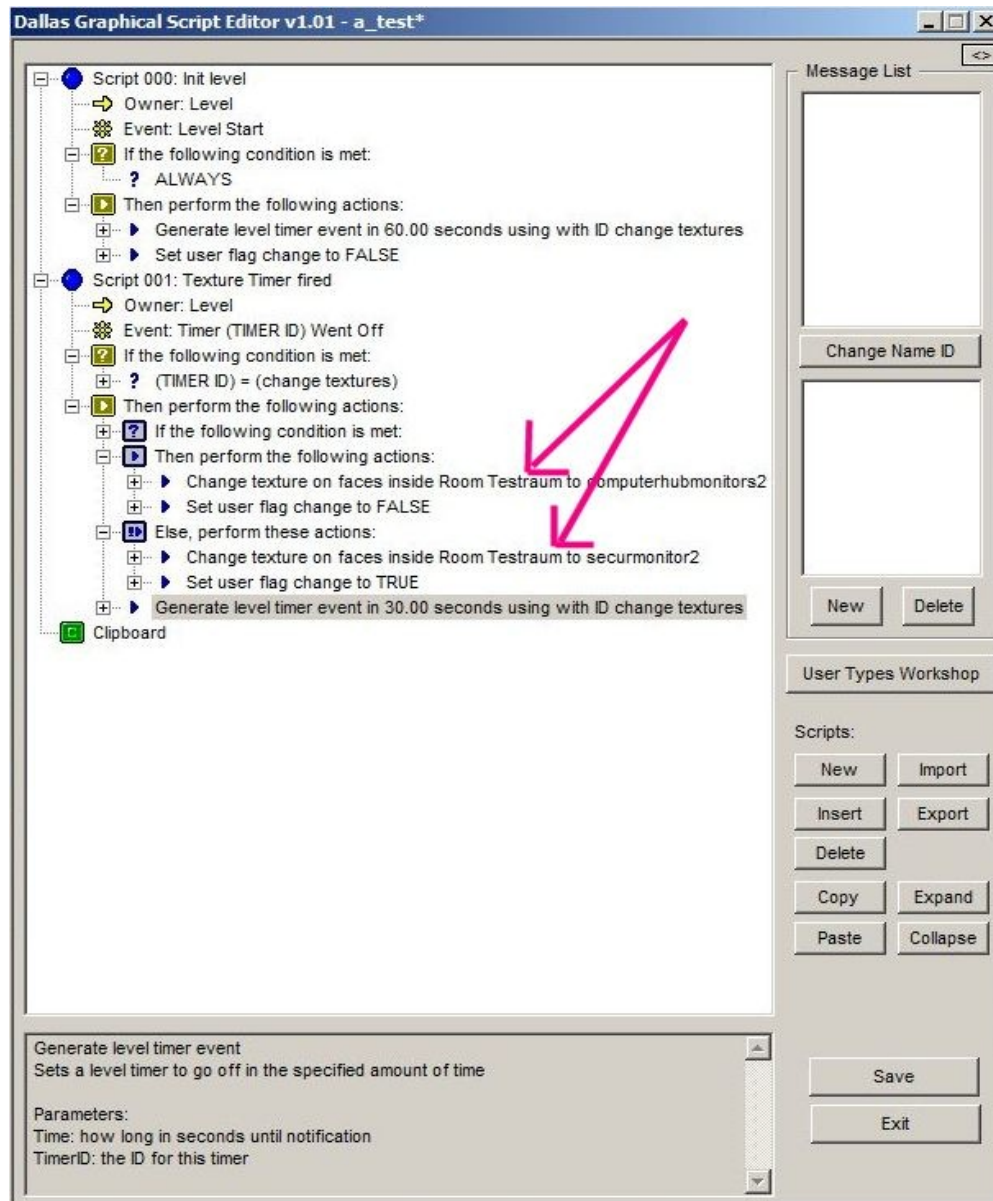 Dallas Graphical Script Editor v1.01 - a_test*
<>
Script 000: Init level
Owner: Level
Event: Level Start
If the following condition is met:
? ALWAYS
Then perform the following actions:
Generate level timer event in 60.00 seconds using with ID change textures
Set user flag change to FALSE
Script 001: Texture Timer fired
Owner: Level
Event: Timer (TIMER ID) Went Off
If the following condition is met:
? (TIMER ID) = (change textures)
Then perform the following actions:
If the following condition is met:
Then perform the following actions:
Change texture on faces inside Room Testraum to computerhubmonitors2
Set user flag change to FALSE
Else, perform these actions:
Change texture on faces inside Room Testraum to securmonitor2
Set user flag change to TRUE
Generate level timer event in 30.00 seconds using with ID change textures
Clipboard
Message List
Change Name ID
New Delete
User Types Workshop
Scripts:
New Import
Insert Export
Delete
Copy Expand
Paste Collapse
Generate level timer event
Sets a level timer to go off in the specified amount of time
Parameters:
Time: how long in seconds until notification
TimerID: the ID for this timer
Save
Exit